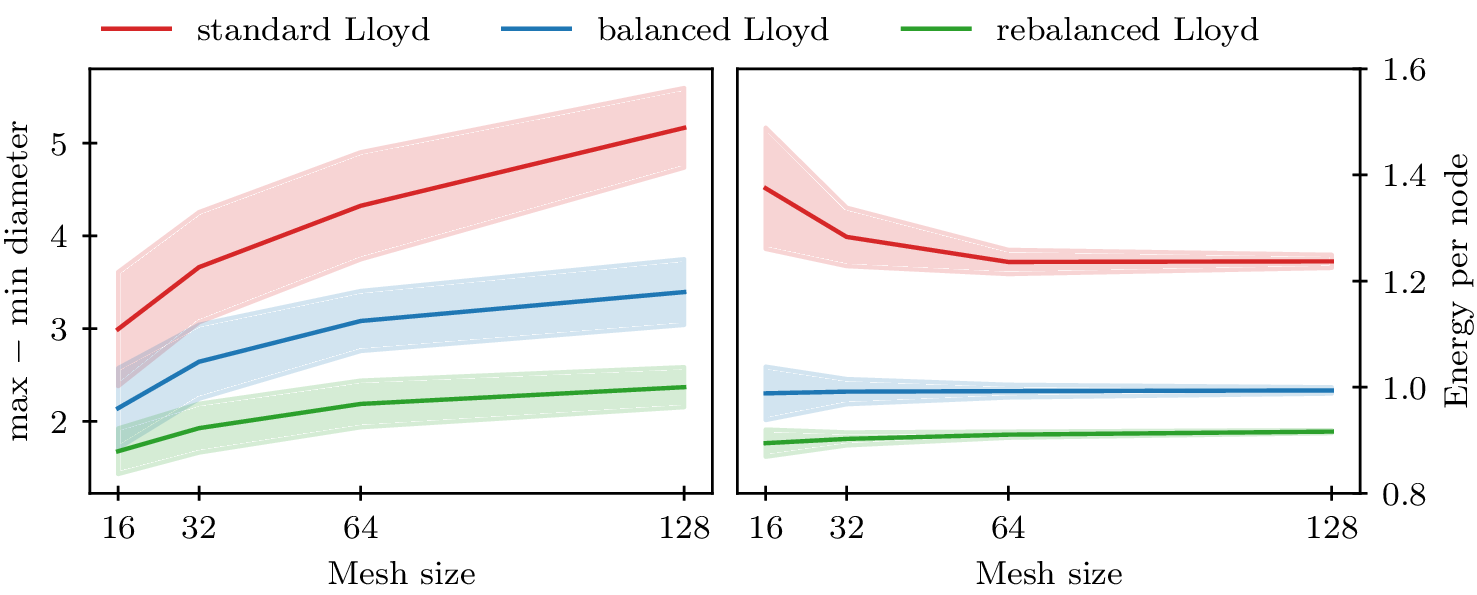 standard Lloyd balanced Lloyd rebalanced Lloyd
max − min diameter
5
4
3
2
16 32 64 128
Mesh size
1.6
1.4
1.2
1.0
0.8
Energy per node
16 32 64 128
Mesh size